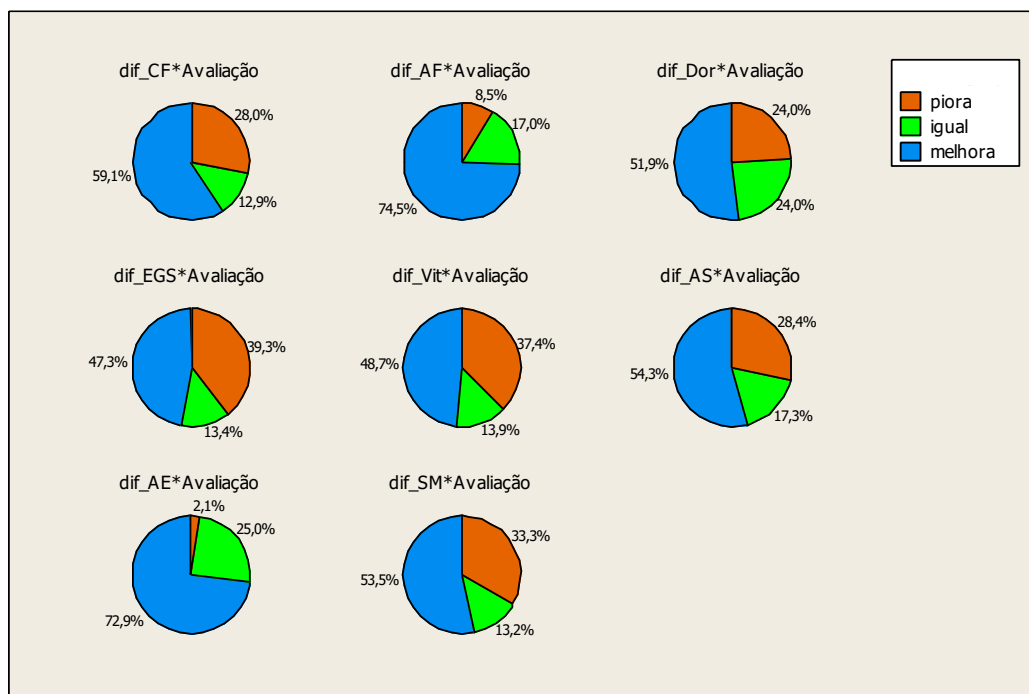 dif_CF*Avaliação
28,0%
59,1%
12,9%
dif_AF*Avaliação
8,5%
17,0%
74,5%
dif_Dor*Avaliação
24,0%
51,9%
24,0%
piora
igual
melhora
dif_EGS*Avaliação
39,3%
47,3%
13,4%
dif_Vit*Avaliação
37,4%
48,7%
13,9%
dif_AS*Avaliação
28,4%
54,3%
17,3%
dif_AE*Avaliação
2,1%
25,0%
72,9%
dif_SM*Avaliação
33,3%
53,5%
13,2%